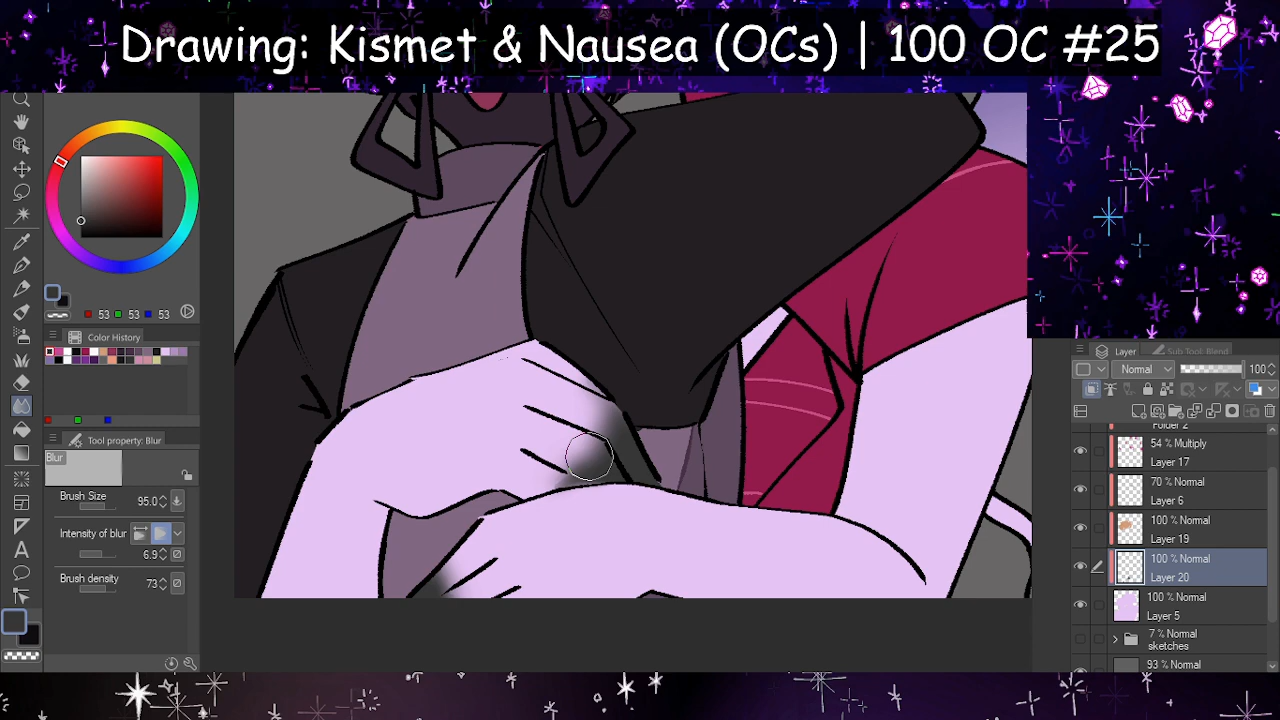 Drawing: Kismet & Nausea (OCs) | 100 OC #25
53 53 53
Color History
Tool property: Blur
Blur
Brush Size 95.0
Intensity of blur
6.9
Brush density 73
Layer Sub Tool: Blend
Normal 100
Folder 2
54 % Multiply
Layer 17
70 % Normal
Layer 6
100 % Normal
Layer 19
100 % Normal
Layer 20
100 % Normal
Layer 5
7 % Normal
sketches
93 % Normal